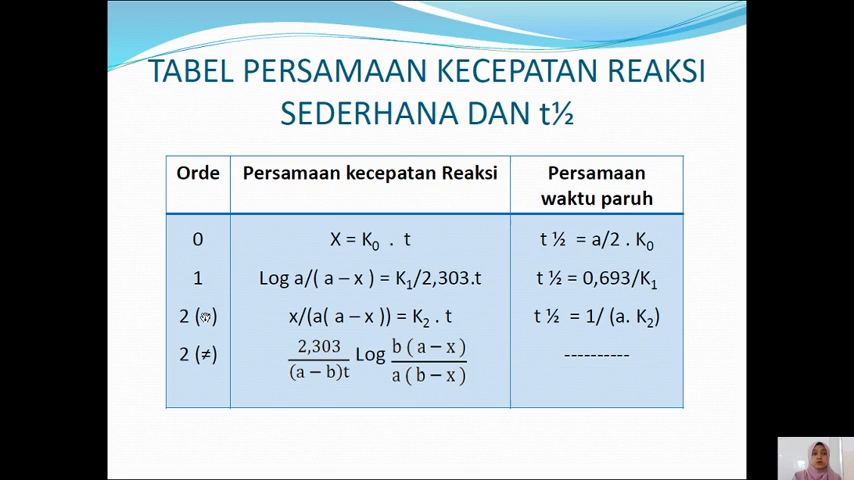 TABEL PERSAMAAN KECEPATAN REAKSI
SEDERHANA DAN t½
Orde Persamaan kecepatan Reaksi Persamaan waktu paruh
0 X = K₀ . t t ½ = a/2 . K₀
1 Log a/( a – x ) = K₁/2,303.t t ½ = 0,693/K₁
2 ( ) x/(a( a – x )) = K₂ . t t ½ = 1/ (a. K₂)
2 (≠) 2,303/(a – b)t Log b ( a – x )/a ( b – x ) ----------